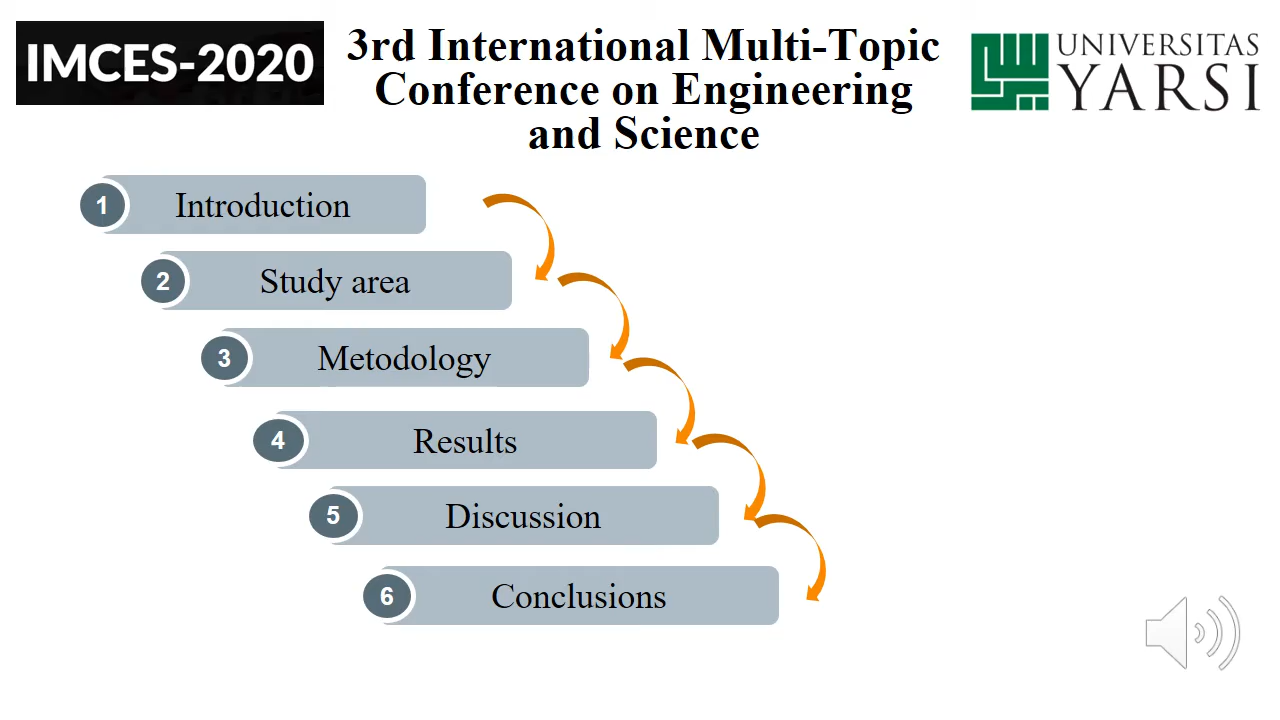 IMCES-2020
3rd International Multi-Topic
Conference on Engineering
and Science
UNIVERSITAS
YARSI
1 Introduction
2 Study area
3 Metodology
4 Results
5 Discussion
6 Conclusions